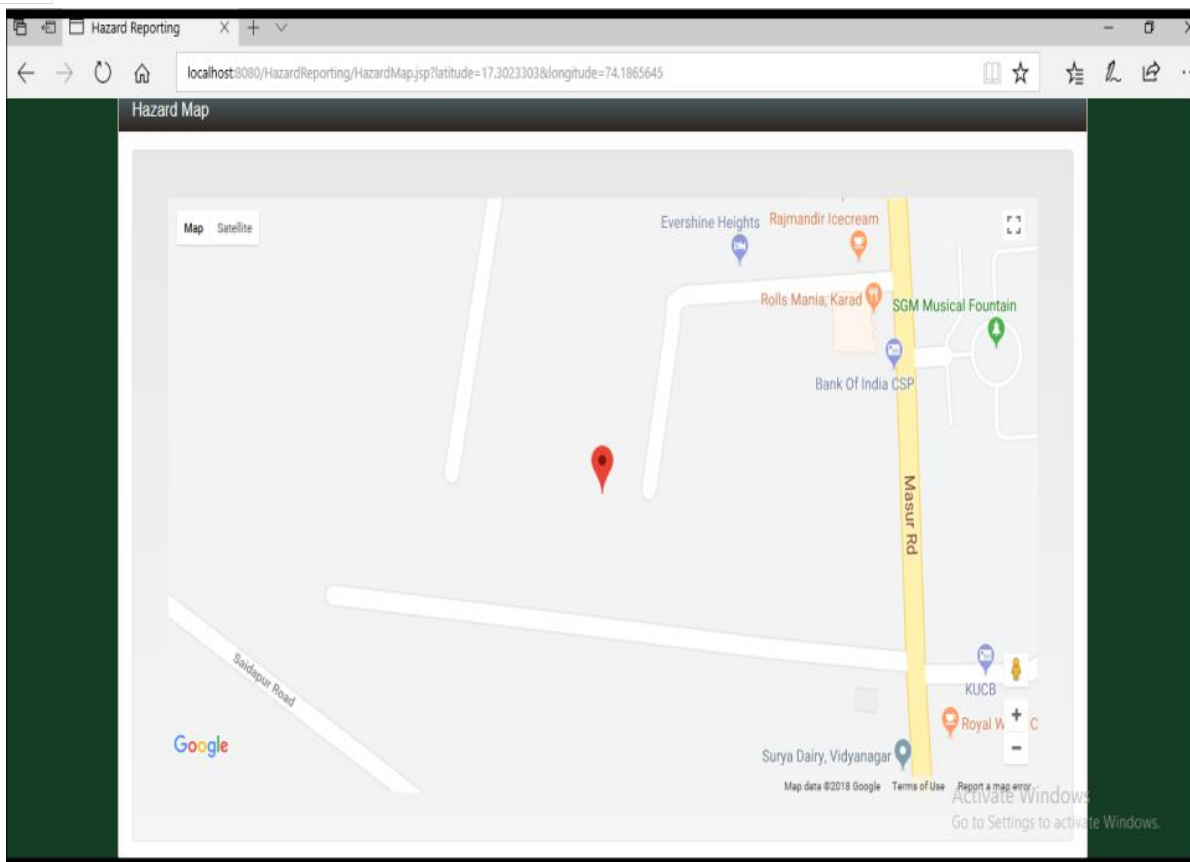 Hazard Reporting
localhost:8080/HazardReporting/HazardMap.jsp?latitude=17.3023303&longitude=74.1865645
Hazard Map
Map Satellite
Evershine Heights
Rajmandir Icecream
Rolls Mania, Karad
SGM Musical Fountain
Bank Of India CSP
Masur Rd
Saidapur Road
KUCB
Royal W C
Google
Surya Dairy, Vidyanagar
Map data ©2018 Google Terms of Use Report a map error
Activate Windows
Go to Settings to activate Windows.